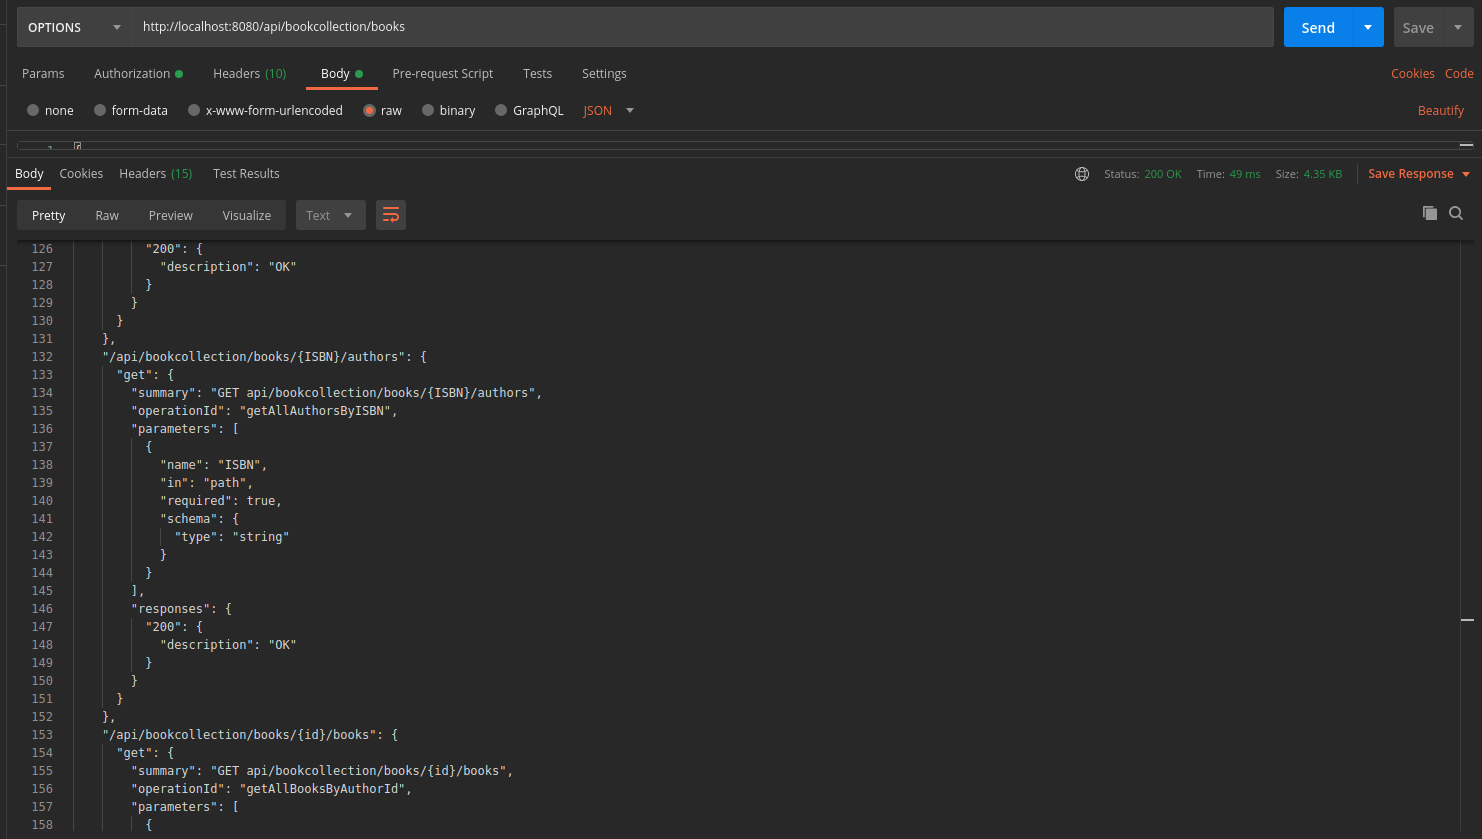 OPTIONS http://localhost:8080/api/bookcollection/books Send Save
Params Authorization Headers (10) Body Pre-request Script Tests Settings Cookies Code
none form-data x-www-form-urlencoded raw binary GraphQL JSON Beautify
Body Cookies Headers (15) Test Results Status: 200 OK Time: 49 ms Size: 4.35 KB Save Response
Pretty Raw Preview Visualize Text
126 "200": {
127 "description": "OK"
128 }
129 }
130 }
131 },
132 "/api/bookcollection/books/{ISBN}/authors": {
133 "get": {
134 "summary": "GET api/bookcollection/books/{ISBN}/authors",
135 "operationId": "getAllAuthorsByISBN",
136 "parameters": [
137 {
138 "name": "ISBN",
139 "in": "path",
140 "required": true,
141 "schema": {
142 "type": "string"
143 }
144 }
145 ],
146 "responses": {
147 "200": {
148 "description": "OK"
149 }
150 }
151 }
152 },
153 "/api/bookcollection/books/{id}/books": {
154 "get": {
155 "summary": "GET api/bookcollection/books/{id}/books",
156 "operationId": "getAllBooksByAuthorId",
157 "parameters": [
158 {